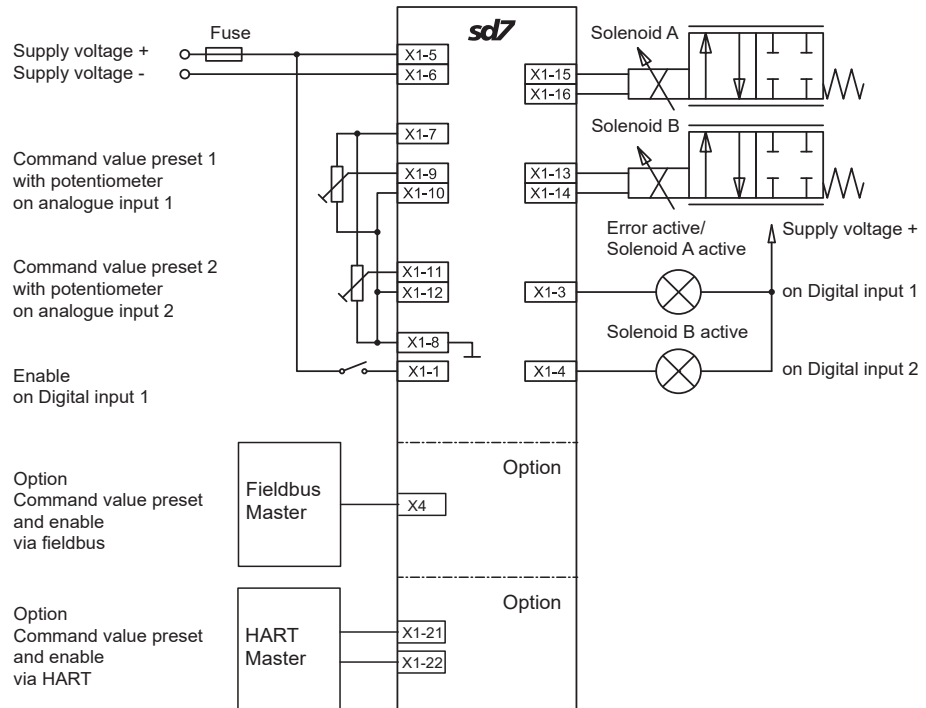 sd7
Fuse
Supply voltage +
Supply voltage -
X1-5
X1-6
X1-7
Command value preset 1
with potentiometer
on analogue input 1
X1-9
X1-10
Command value preset 2
with potentiometer
on analogue input 2
X1-11
X1-12
X1-8
Enable
on Digital input 1
X1-1
Solenoid A
X1-15
X1-16
Solenoid B
X1-13
X1-14
Error active/
Solenoid A active
Supply voltage +
X1-3
on Digital input 1
Solenoid B active
X1-4
on Digital input 2
Option
Option
Command value preset
and enable
via fieldbus
Fieldbus
Master
X4
Option
Option
Command value preset
and enable
via HART
HART
Master
X1-21
X1-22